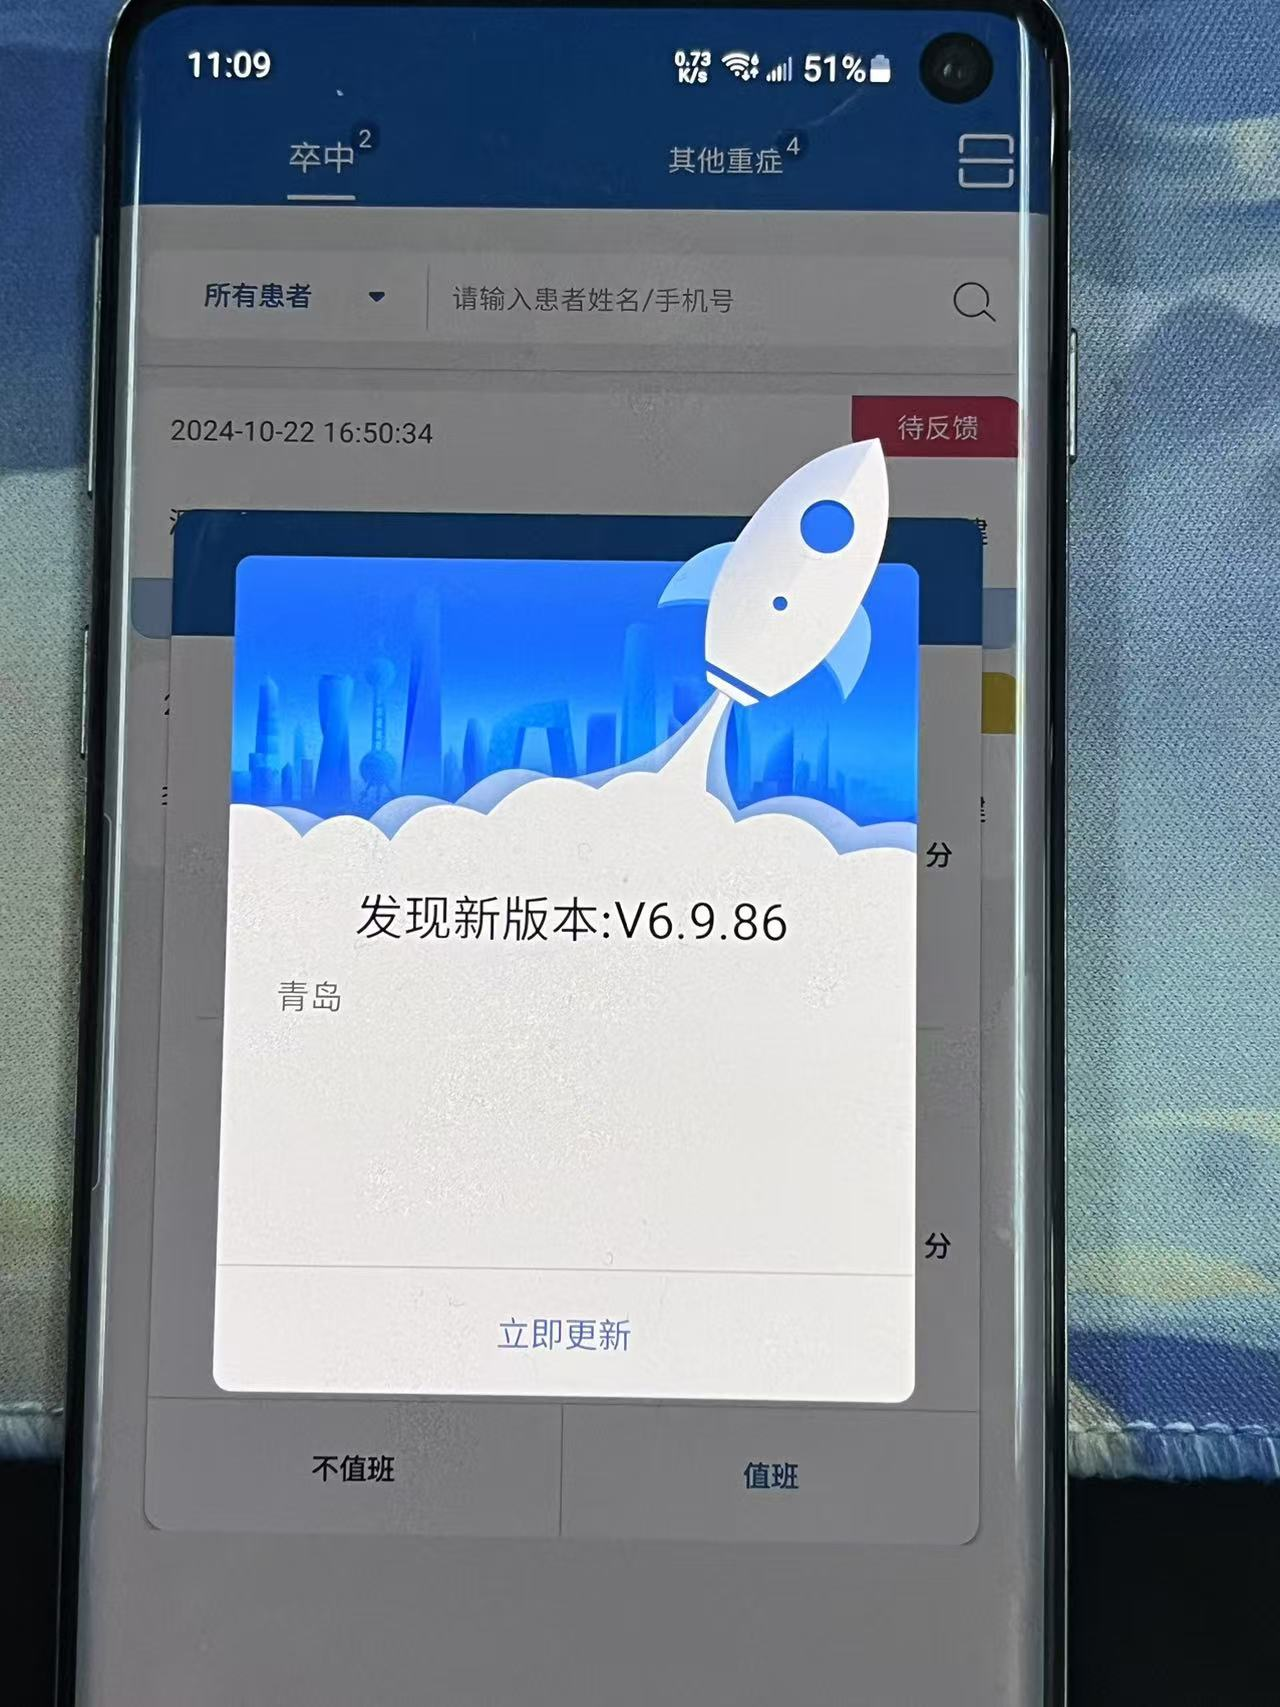 11:09
0.73 K/s
51%
卒中 2
其他重症 4
所有患者
请输入患者姓名/手机号
2024-10-22 16:50:34
待反馈
发现新版本:V6.9.86
青岛
分
分
立即更新
不值班
值班